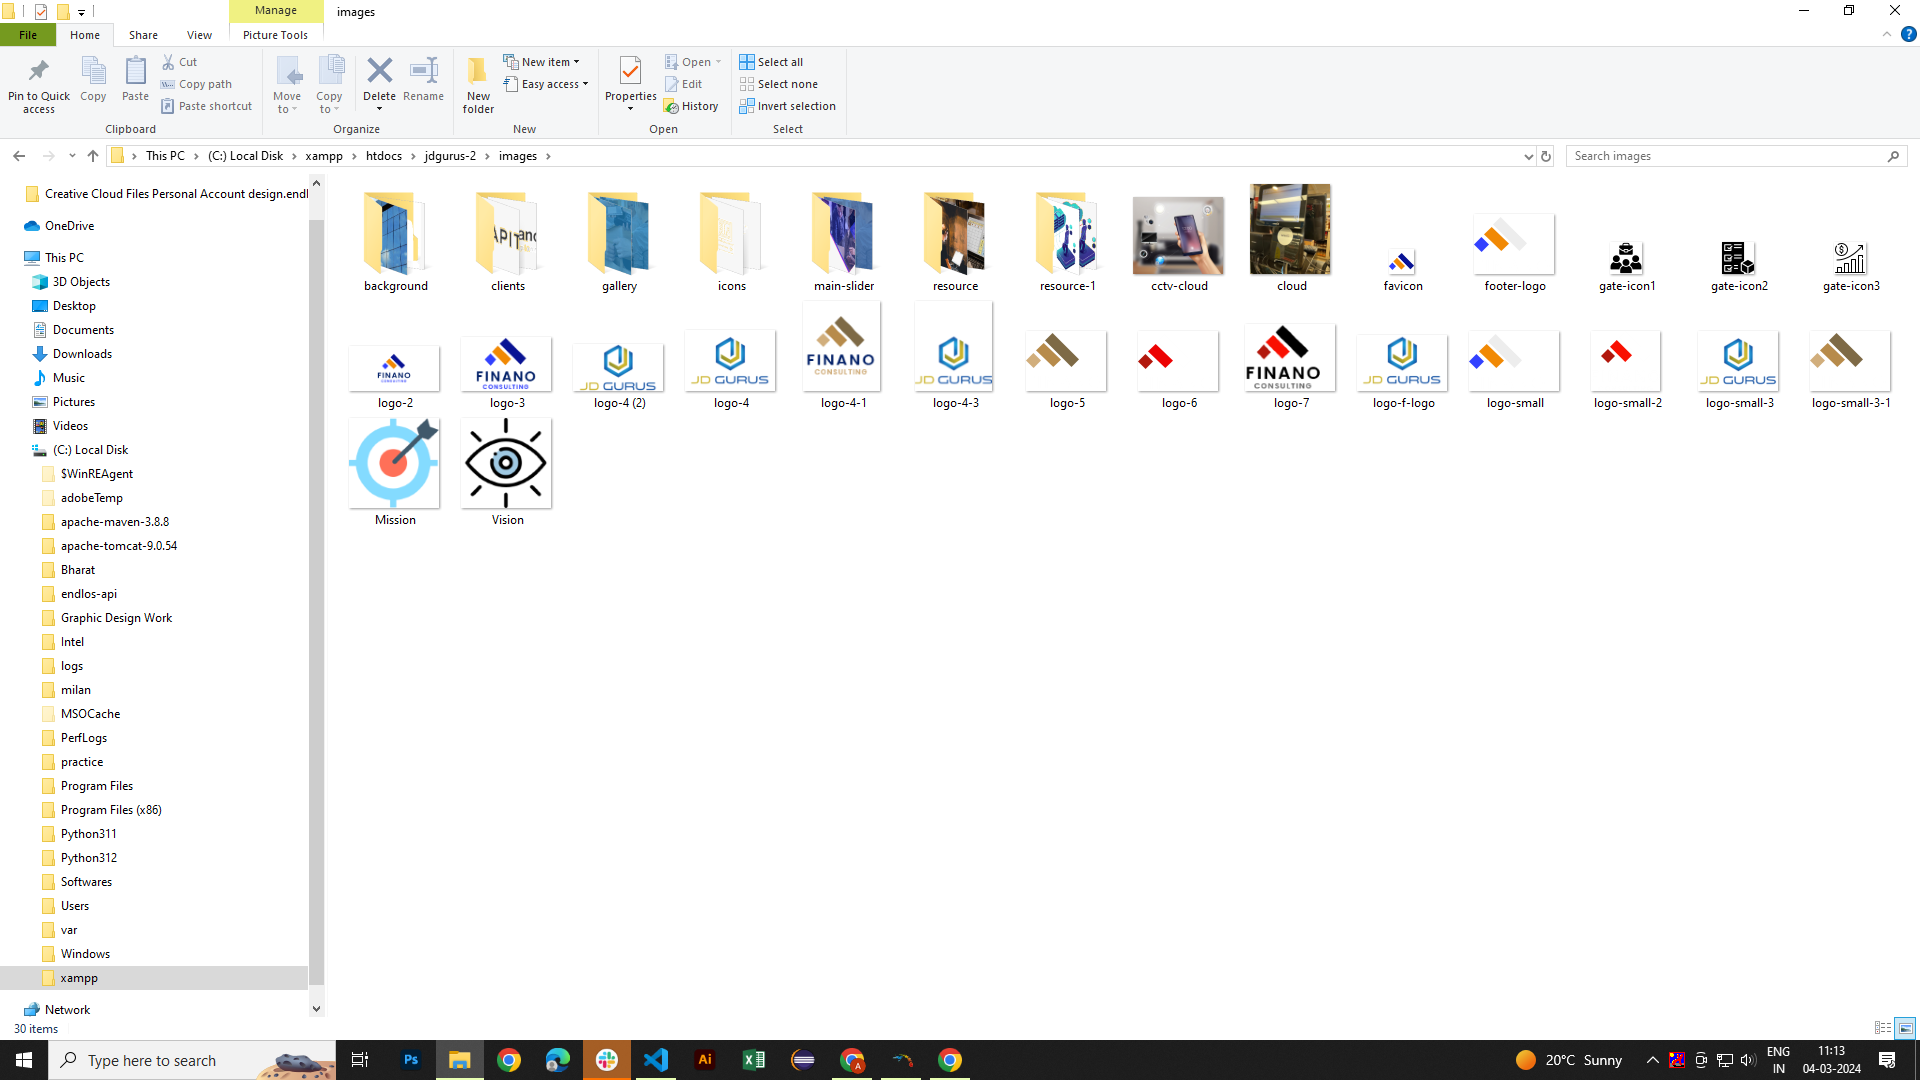 Manage
images
File
Home
Share
View
Picture Tools
Pin to Quick access
Copy
Paste
Cut
Copy path
Paste shortcut
Clipboard
Move to
Copy to
Delete
Rename
Organize
New folder
New item
Easy access
New
Properties
Open
Edit
History
Open
Select all
Select none
Invert selection
Select
This PC
(C:) Local Disk
xampp
htdocs
jdgurus-2
images
Search images
Creative Cloud Files Personal Account design.endl
OneDrive
This PC
3D Objects
Desktop
Documents
Downloads
Music
Pictures
Videos
(C:) Local Disk
$WinREAgent
adobeTemp
apache-maven-3.8.8
apache-tomcat-9.0.54
Bharat
endlos-api
Graphic Design Work
Intel
logs
milan
MSOCache
PerfLogs
practice
Program Files
Program Files (x86)
Python311
Python312
Softwares
Users
var
Windows
xampp
Network
background
clients
gallery
icons
main-slider
resource
resource-1
cctv-cloud
cloud
favicon
footer-logo
gate-icon1
gate-icon2
gate-icon3
FINANO
CONSULTING
FINANO
CONSULTING
JD GURUS
JD GURUS
FINANO
CONSULTING
JD GURUS
FINANO
CONSULTING
JD GURUS
JD GURUS
logo-2
logo-3
logo-4 (2)
logo-4
logo-4-1
logo-4-3
logo-5
logo-6
logo-7
logo-f-logo
logo-small
logo-small-2
logo-small-3
logo-small-3-1
Mission
Vision
30 items
Type here to search
Ps
Ai
A
20°C Sunny
ENG
IN
11:13
04-03-2024